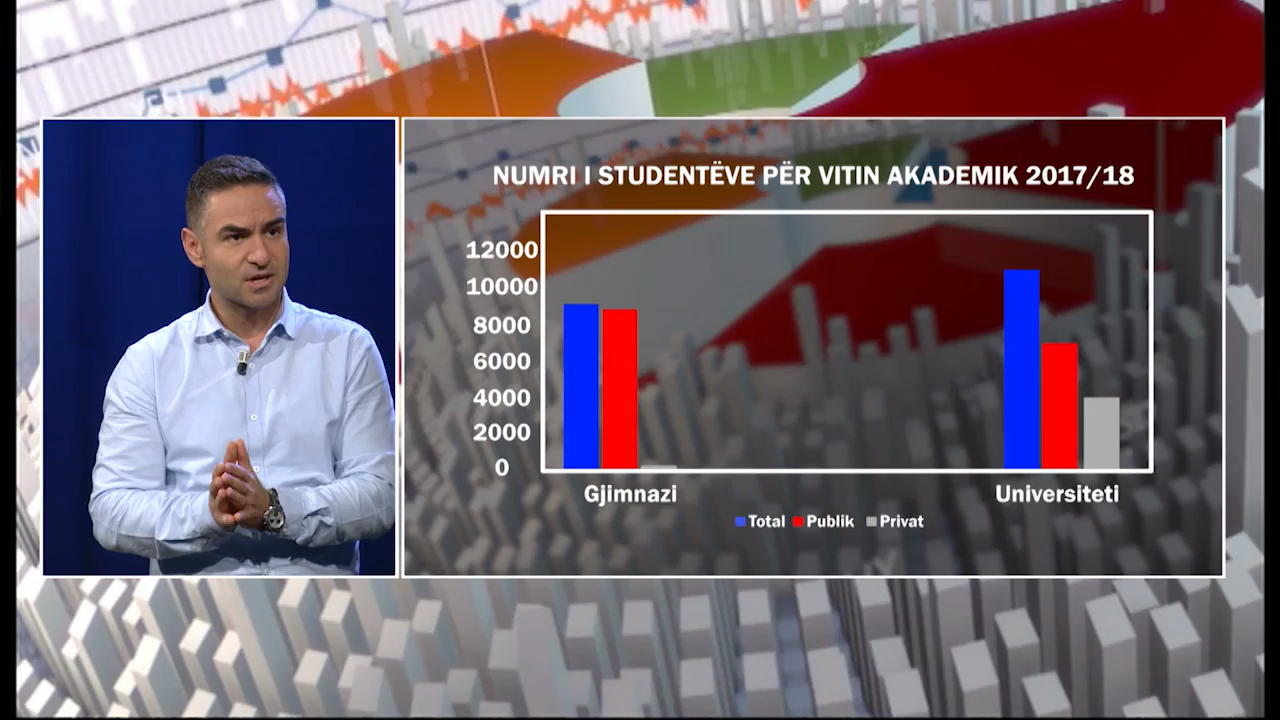 NUMRI I STUDENTËVE PËR VITIN AKADEMIK 2017/18
12000
10000
8000
6000
4000
2000
0
Gjimnazi
Universiteti
Total Publik Privat